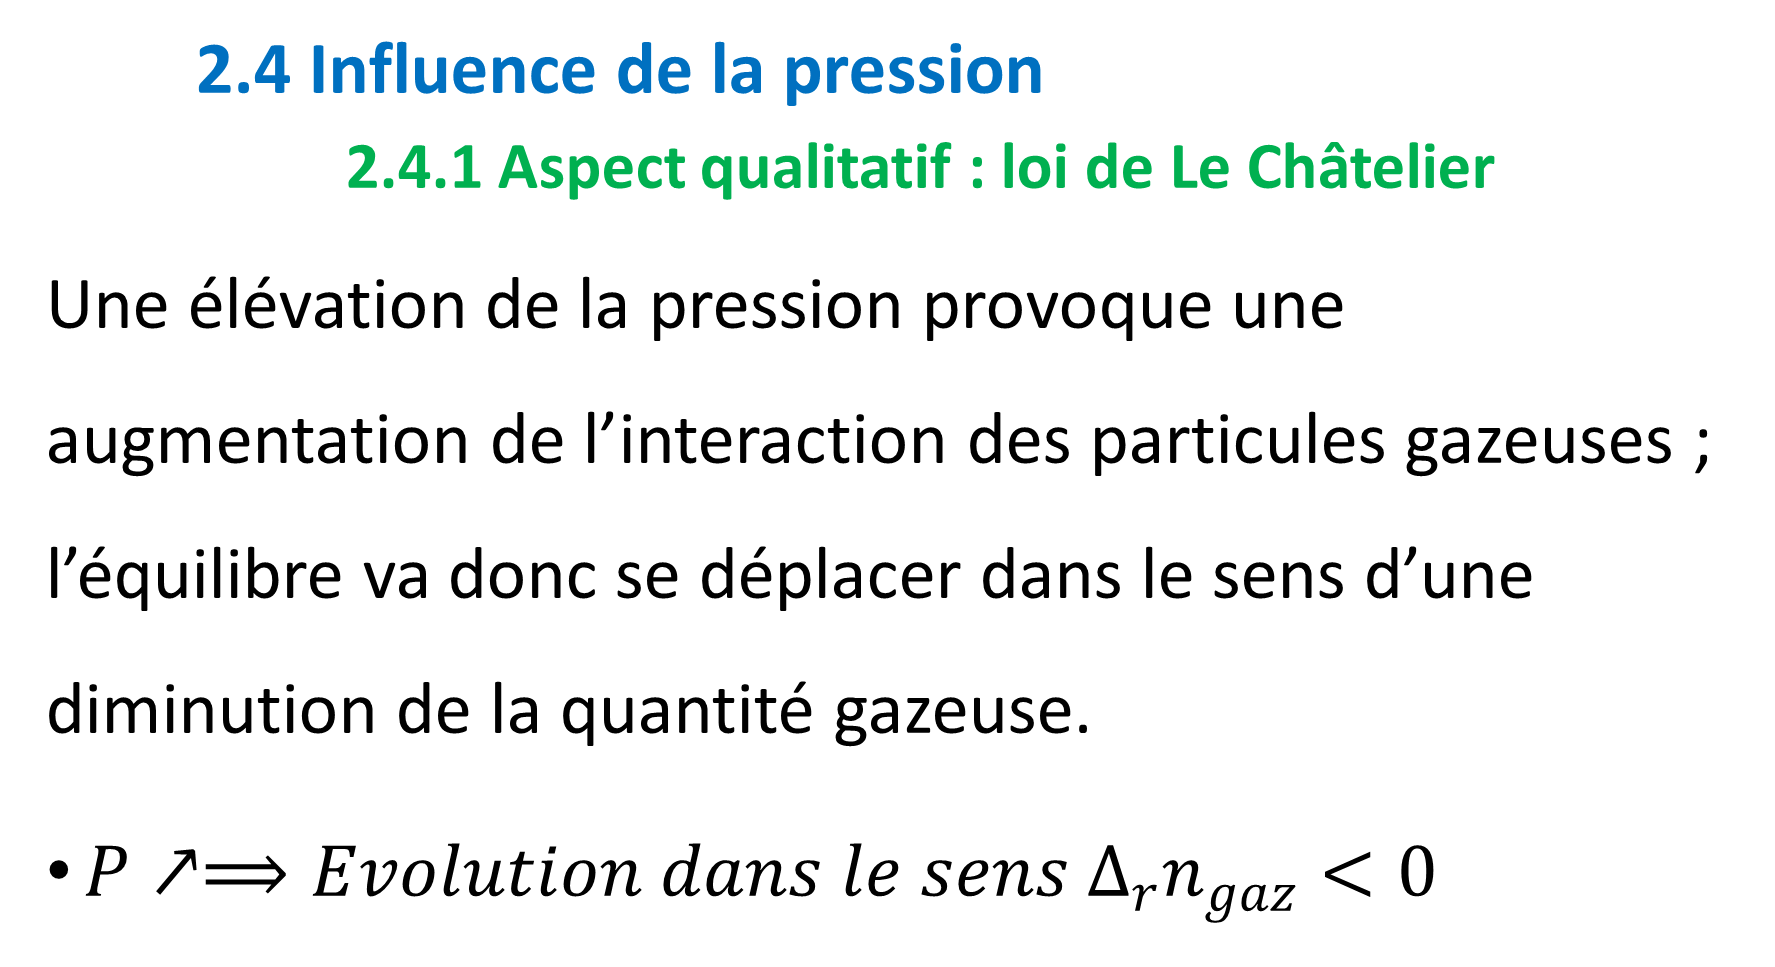 2.4 Influence de la pression
2.4.1 Aspect qualitatif : loi de Le Châtelier
Une élévation de la pression provoque une
augmentation de l’interaction des particules gazeuses ;
l’équilibre va donc se déplacer dans le sens d’une
diminution de la quantité gazeuse.
• P ↗⟹ Evolution dans le sens Δ_r n_gaz < 0